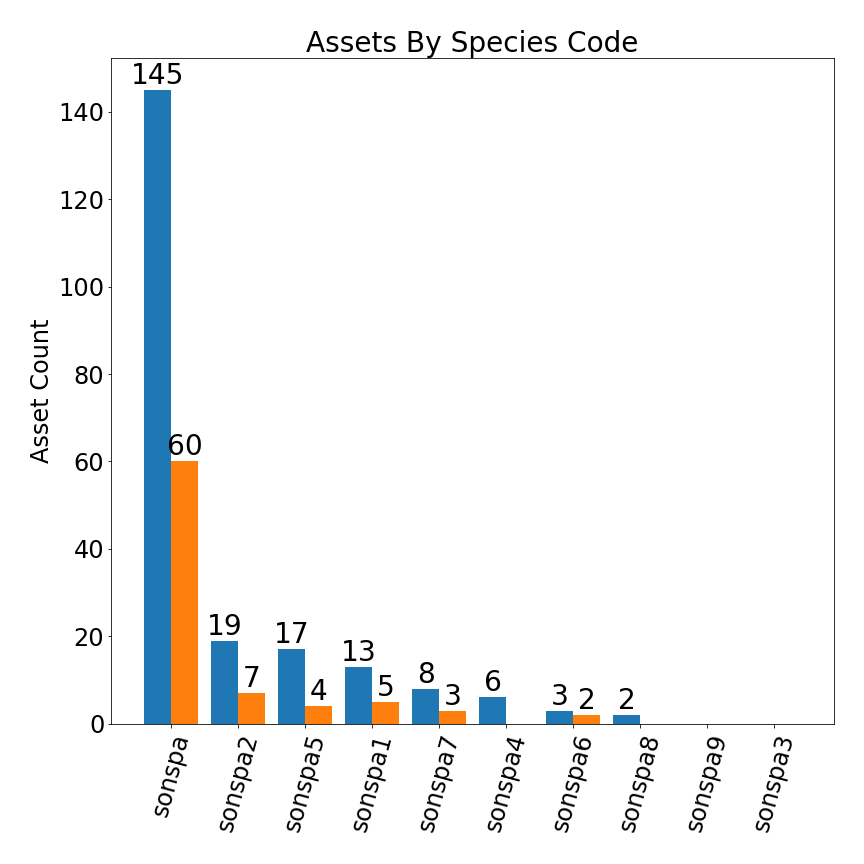 Assets By Species Code
Asset Count
140
120
100
80
60
40
20
0
145
60
19
7
17
4
13
5
8
3
6
3
2
2
sonspa
sonspa2
sonspa5
sonspa1
sonspa7
sonspa4
sonspa6
sonspa8
sonspa9
sonspa3